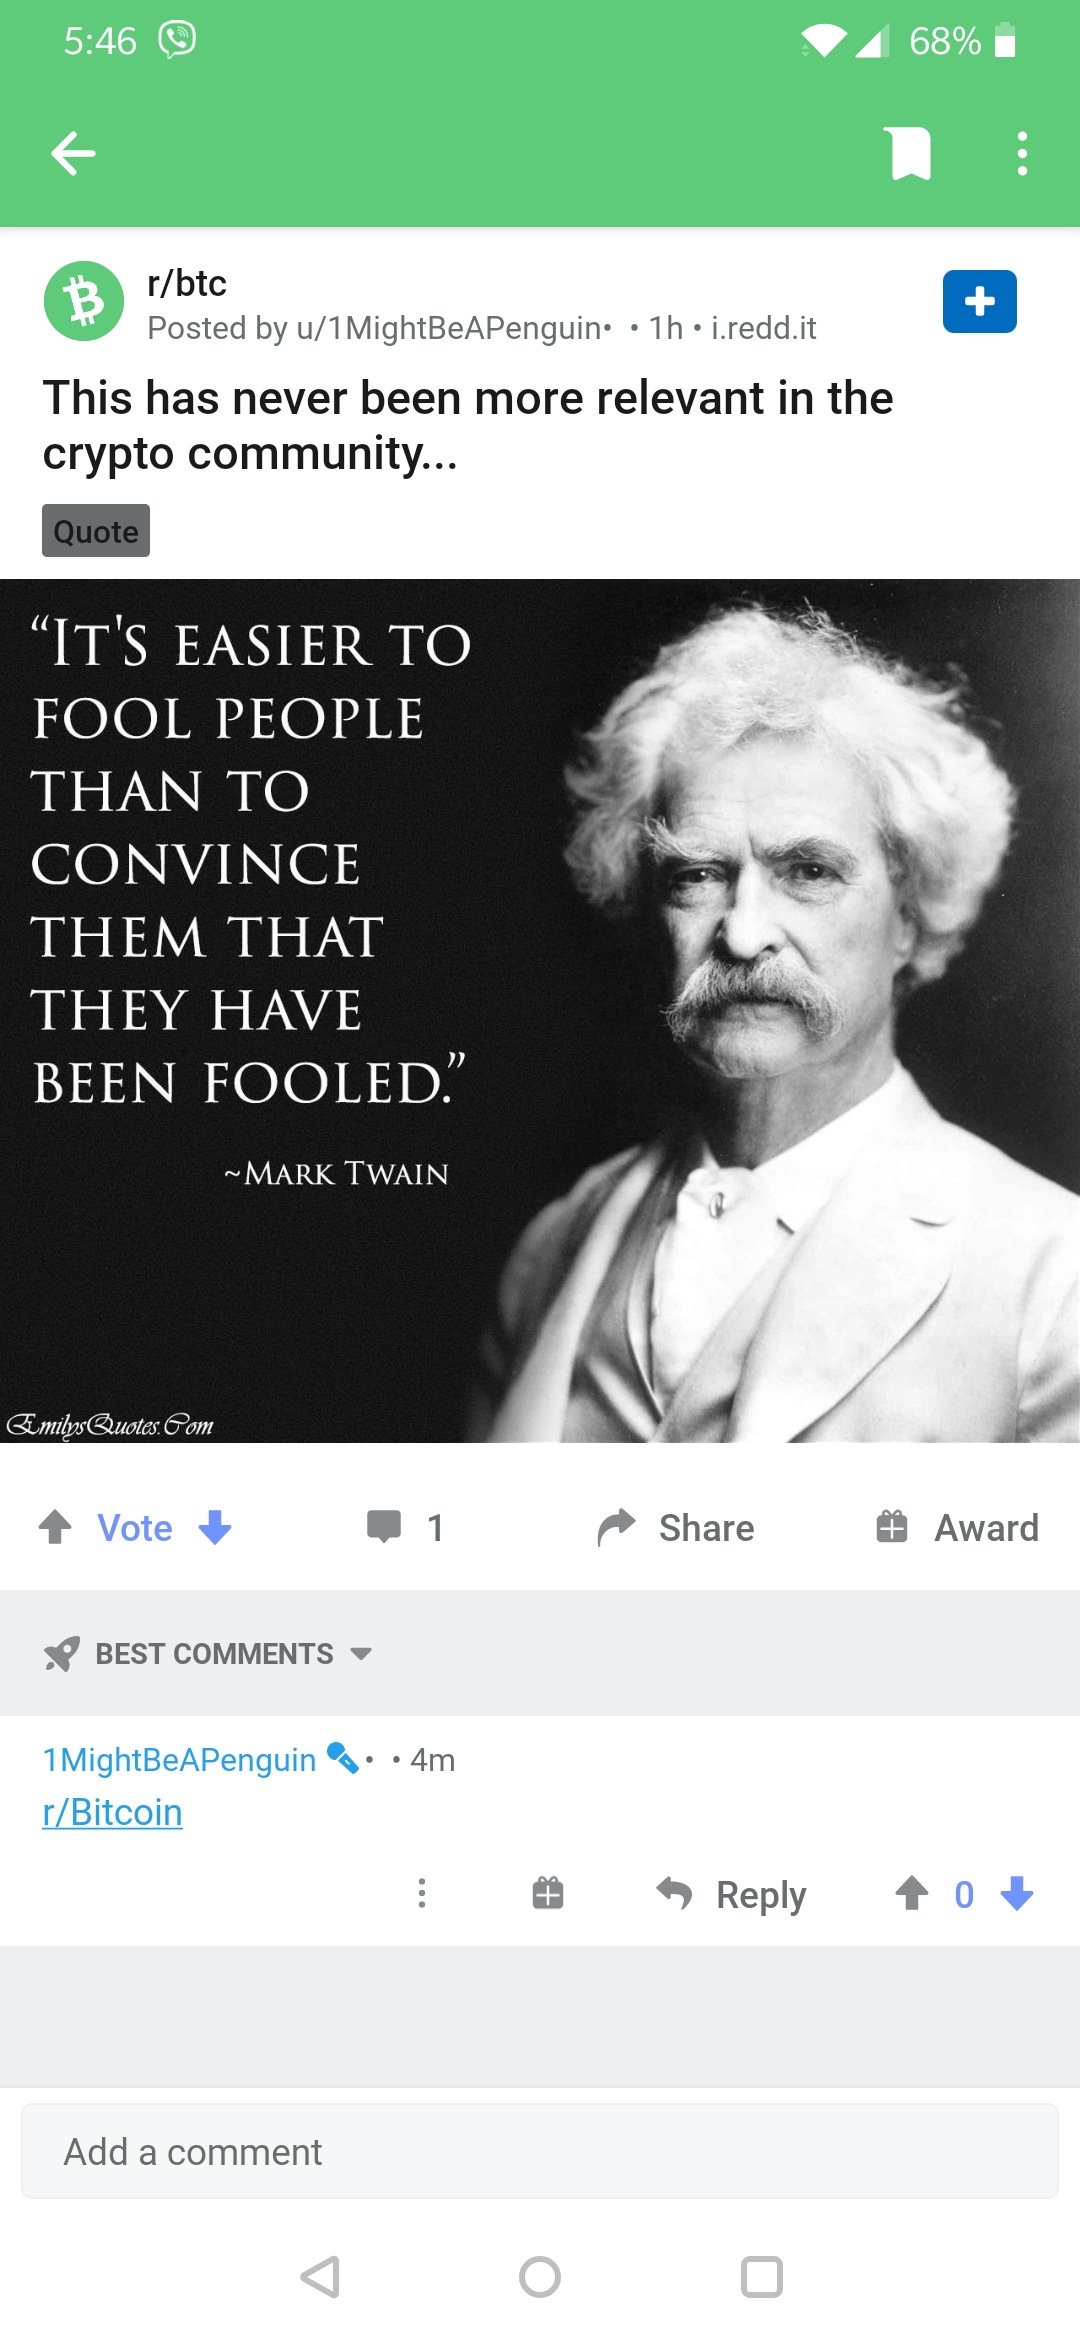 5:46
68%
r/btc
Posted by u/1MightBeAPenguin• • 1h • i.redd.it
This has never been more relevant in the
crypto community...
Quote
“IT'S EASIER TO
FOOL PEOPLE
THAN TO
CONVINCE
THEM THAT
THEY HAVE
BEEN FOOLED.”
~MARK TWAIN
EmilysQuotes.Com
Vote
1
Share
Award
BEST COMMENTS
1MightBeAPenguin • • 4m
r/Bitcoin
Reply
0
Add a comment